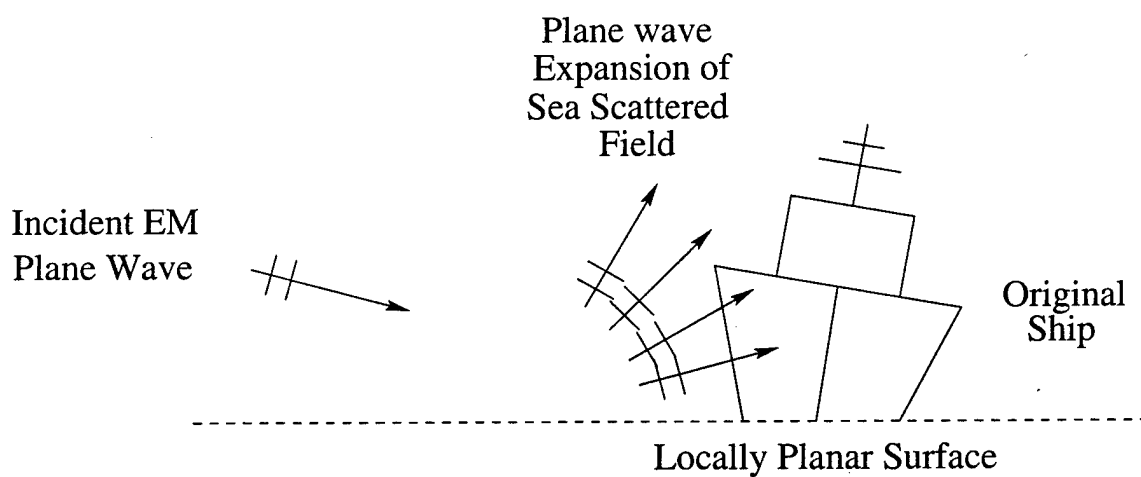 Plane wave
Expansion of
Sea Scattered
Field
Incident EM
Plane Wave
Original
Ship
Locally Planar Surface